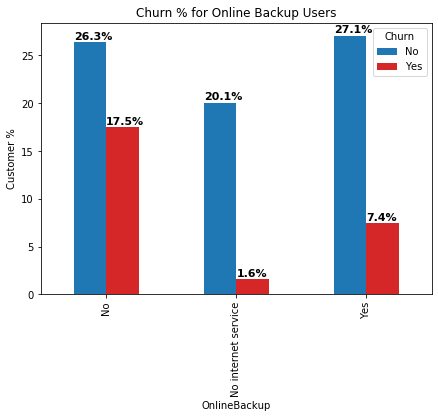 Churn % for Online Backup Users
Customer %
25
20
15
10
5
0
26.3%
17.5%
20.1%
1.6%
27.1%
7.4%
Churn
No
Yes
No
No internet service
Yes
OnlineBackup